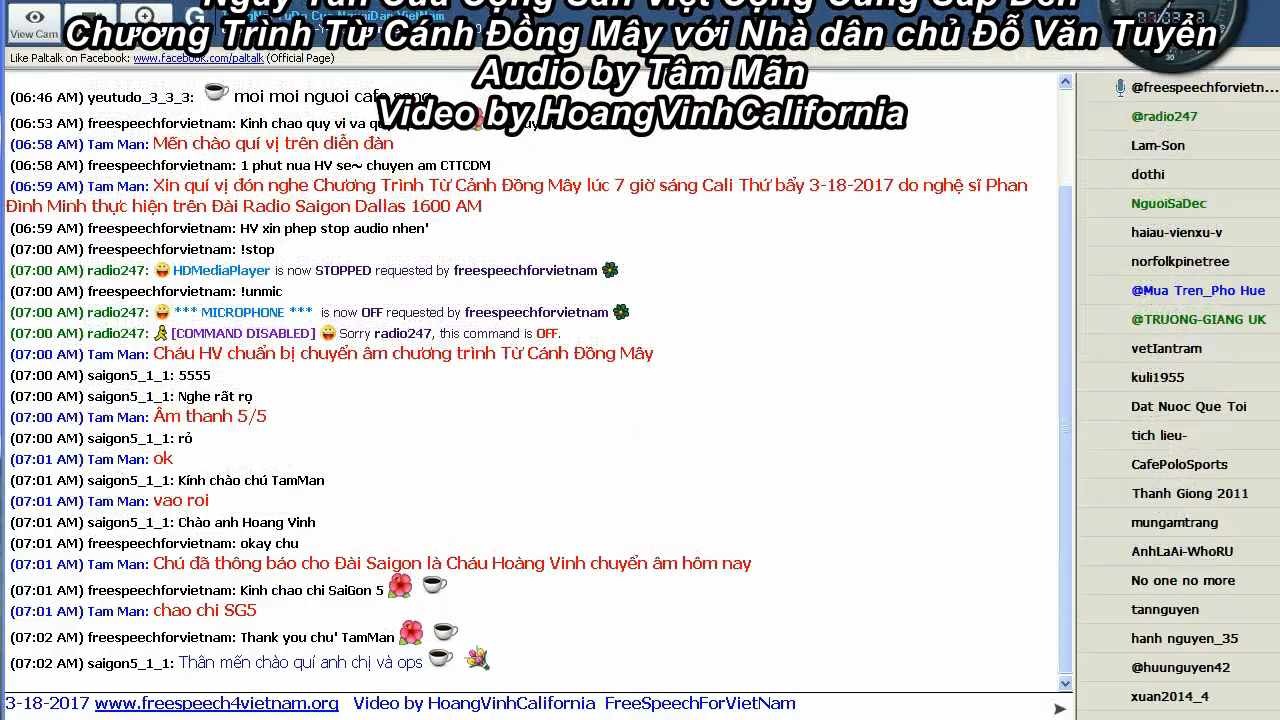 Ngày Tàn Của Cộng Sản Việt Cộng Cũng Sắp Đến
Chương Trình Từ Cánh Đồng Mây với Nhà dân chủ Đỗ Văn Tuyên
Audio by Tâm Mãn
Video by HoangVinhCalifornia
View Cam
Like Paltalk on Facebook: www.facebook.com/paltalk (Official Page)
(06:46 AM) yeutudo_3_3_3: moi moi nguoi cafe sang
(06:53 AM) freespeechforvietnam: Kinh chao quy vi va
(06:58 AM) Tam Man: Mến chào quí vị trên diễn đàn
(06:58 AM) freespeechforvietnam: 1 phut nua HV se~ chuyen am CTTCDM
(06:59 AM) Tam Man: Xin quí vị đón nghe Chương Trình Từ Cảnh Đồng Mây lúc 7 giờ sáng Cali Thứ bẩy 3-18-2017 do nghệ sĩ Phan
Đình Minh thực hiện trên Đài Radio Saigon Dallas 1600 AM
(06:59 AM) freespeechforvietnam: HV xin phep stop audio nhen'
(07:00 AM) freespeechforvietnam: !stop
(07:00 AM) radio247: HDMediaPlayer is now STOPPED requested by freespeechforvietnam
(07:00 AM) freespeechforvietnam: !unmic
(07:00 AM) radio247: *** MICROPHONE *** is now OFF requested by freespeechforvietnam
(07:00 AM) radio247: [COMMAND DISABLED] Sorry radio247, this command is OFF.
(07:00 AM) Tam Man: Cháu HV chuẩn bị chuyển âm chương trình Từ Cánh Đồng Mây
(07:00 AM) saigon5_1_1: 5555
(07:00 AM) saigon5_1_1: Nghe rất rọ
(07:00 AM) Tam Man: Âm thanh 5/5
(07:00 AM) saigon5_1_1: rỏ
(07:01 AM) Tam Man: ok
(07:01 AM) saigon5_1_1: Kính chào chú TamMan
(07:01 AM) Tam Man: vao roi
(07:01 AM) saigon5_1_1: Chào anh Hoang Vinh
(07:01 AM) freespeechforvietnam: okay chu
(07:01 AM) Tam Man: Chú đã thông báo cho Đài Saigon là Cháu Hoàng Vinh chuyển âm hôm nay
(07:01 AM) freespeechforvietnam: Kinh chao chi SaiGon 5
(07:01 AM) Tam Man: chao chi SG5
(07:02 AM) freespeechforvietnam: Thank you chu' TamMan
(07:02 AM) saigon5_1_1: Thân mến chào quí anh chị và ops
3-18-2017 www.freespeech4vietnam.org Video by HoangVinhCalifornia FreeSpeechForVietNam
@freespeechforvietn...
@radio247
Lam-Son
dothi
NguoiSaDec
haiau-vienxu-v
norfolkpinetree
@Mua Tren_Pho Hue
@TRUONG-GIANG UK
vetIantram
kuli1955
Dat Nuoc Que Toi
tich lieu-
CafePoloSports
Thanh Giong 2011
mungamtrang
AnhLaAi-WhoRU
No one no more
tannguyen
hanh nguyen_35
@huunguyen42
xuan2014_4